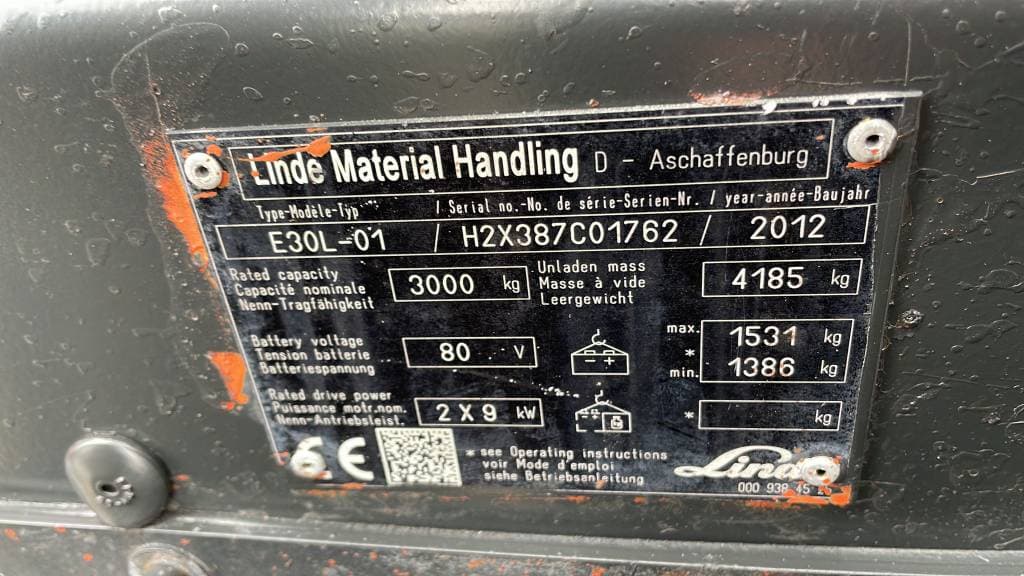 Linde Material Handling D - Aschaffenburg
Type-Modèle-Typ / Serial no.-No. de série-Serien-Nr. / year-année-Baujahr
E30L-01 / H2X387C01762 / 2012
Rated capacity
Capacité nominale
Nenn-Tragfähigkeit
3000 kg
Unladen mass
Masse à vide
Leergewicht
4185 kg
Battery voltage
Tension batterie
Batteriespannung
80 V
- +
max. 1531 kg
*
min. 1386 kg
Rated drive power
Puissance motr.nom.
Nenn-Antriebsleist.
2 X 9 kW
* kg
CE
* see Operating instructions
voir Mode d'emploi
siehe Betriebsanleitung
Linde
000 938 45